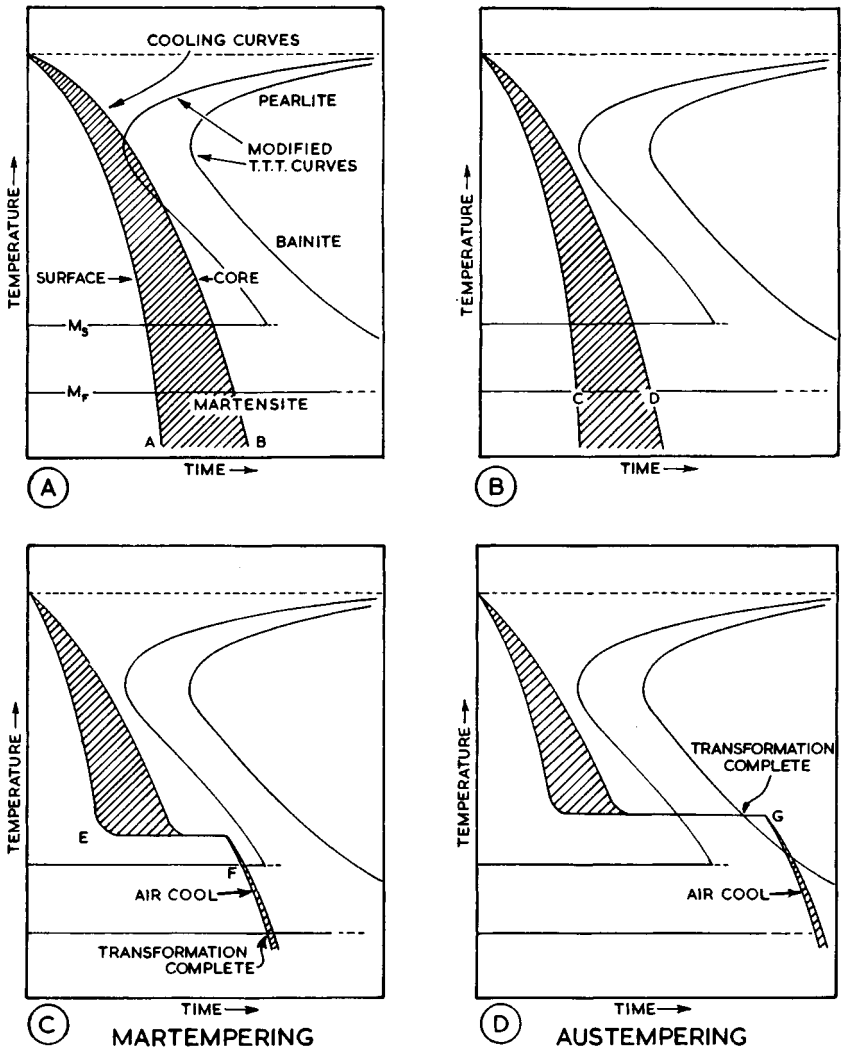 COOLING CURVES
PEARLITE
MODIFIED
T.T.T. CURVES
BAINITE
SURFACE
CORE
Ms
MF
MARTENSITE
A
B
TEMPERATURE
TIME
A
TEMPERATURE
C
D
TIME
B
TEMPERATURE
E
F
AIR COOL
TRANSFORMATION
COMPLETE
TIME
C
MARTEMPERING
TEMPERATURE
TRANSFORMATION
COMPLETE
G
AIR COOL
TIME
D
AUSTEMPERING